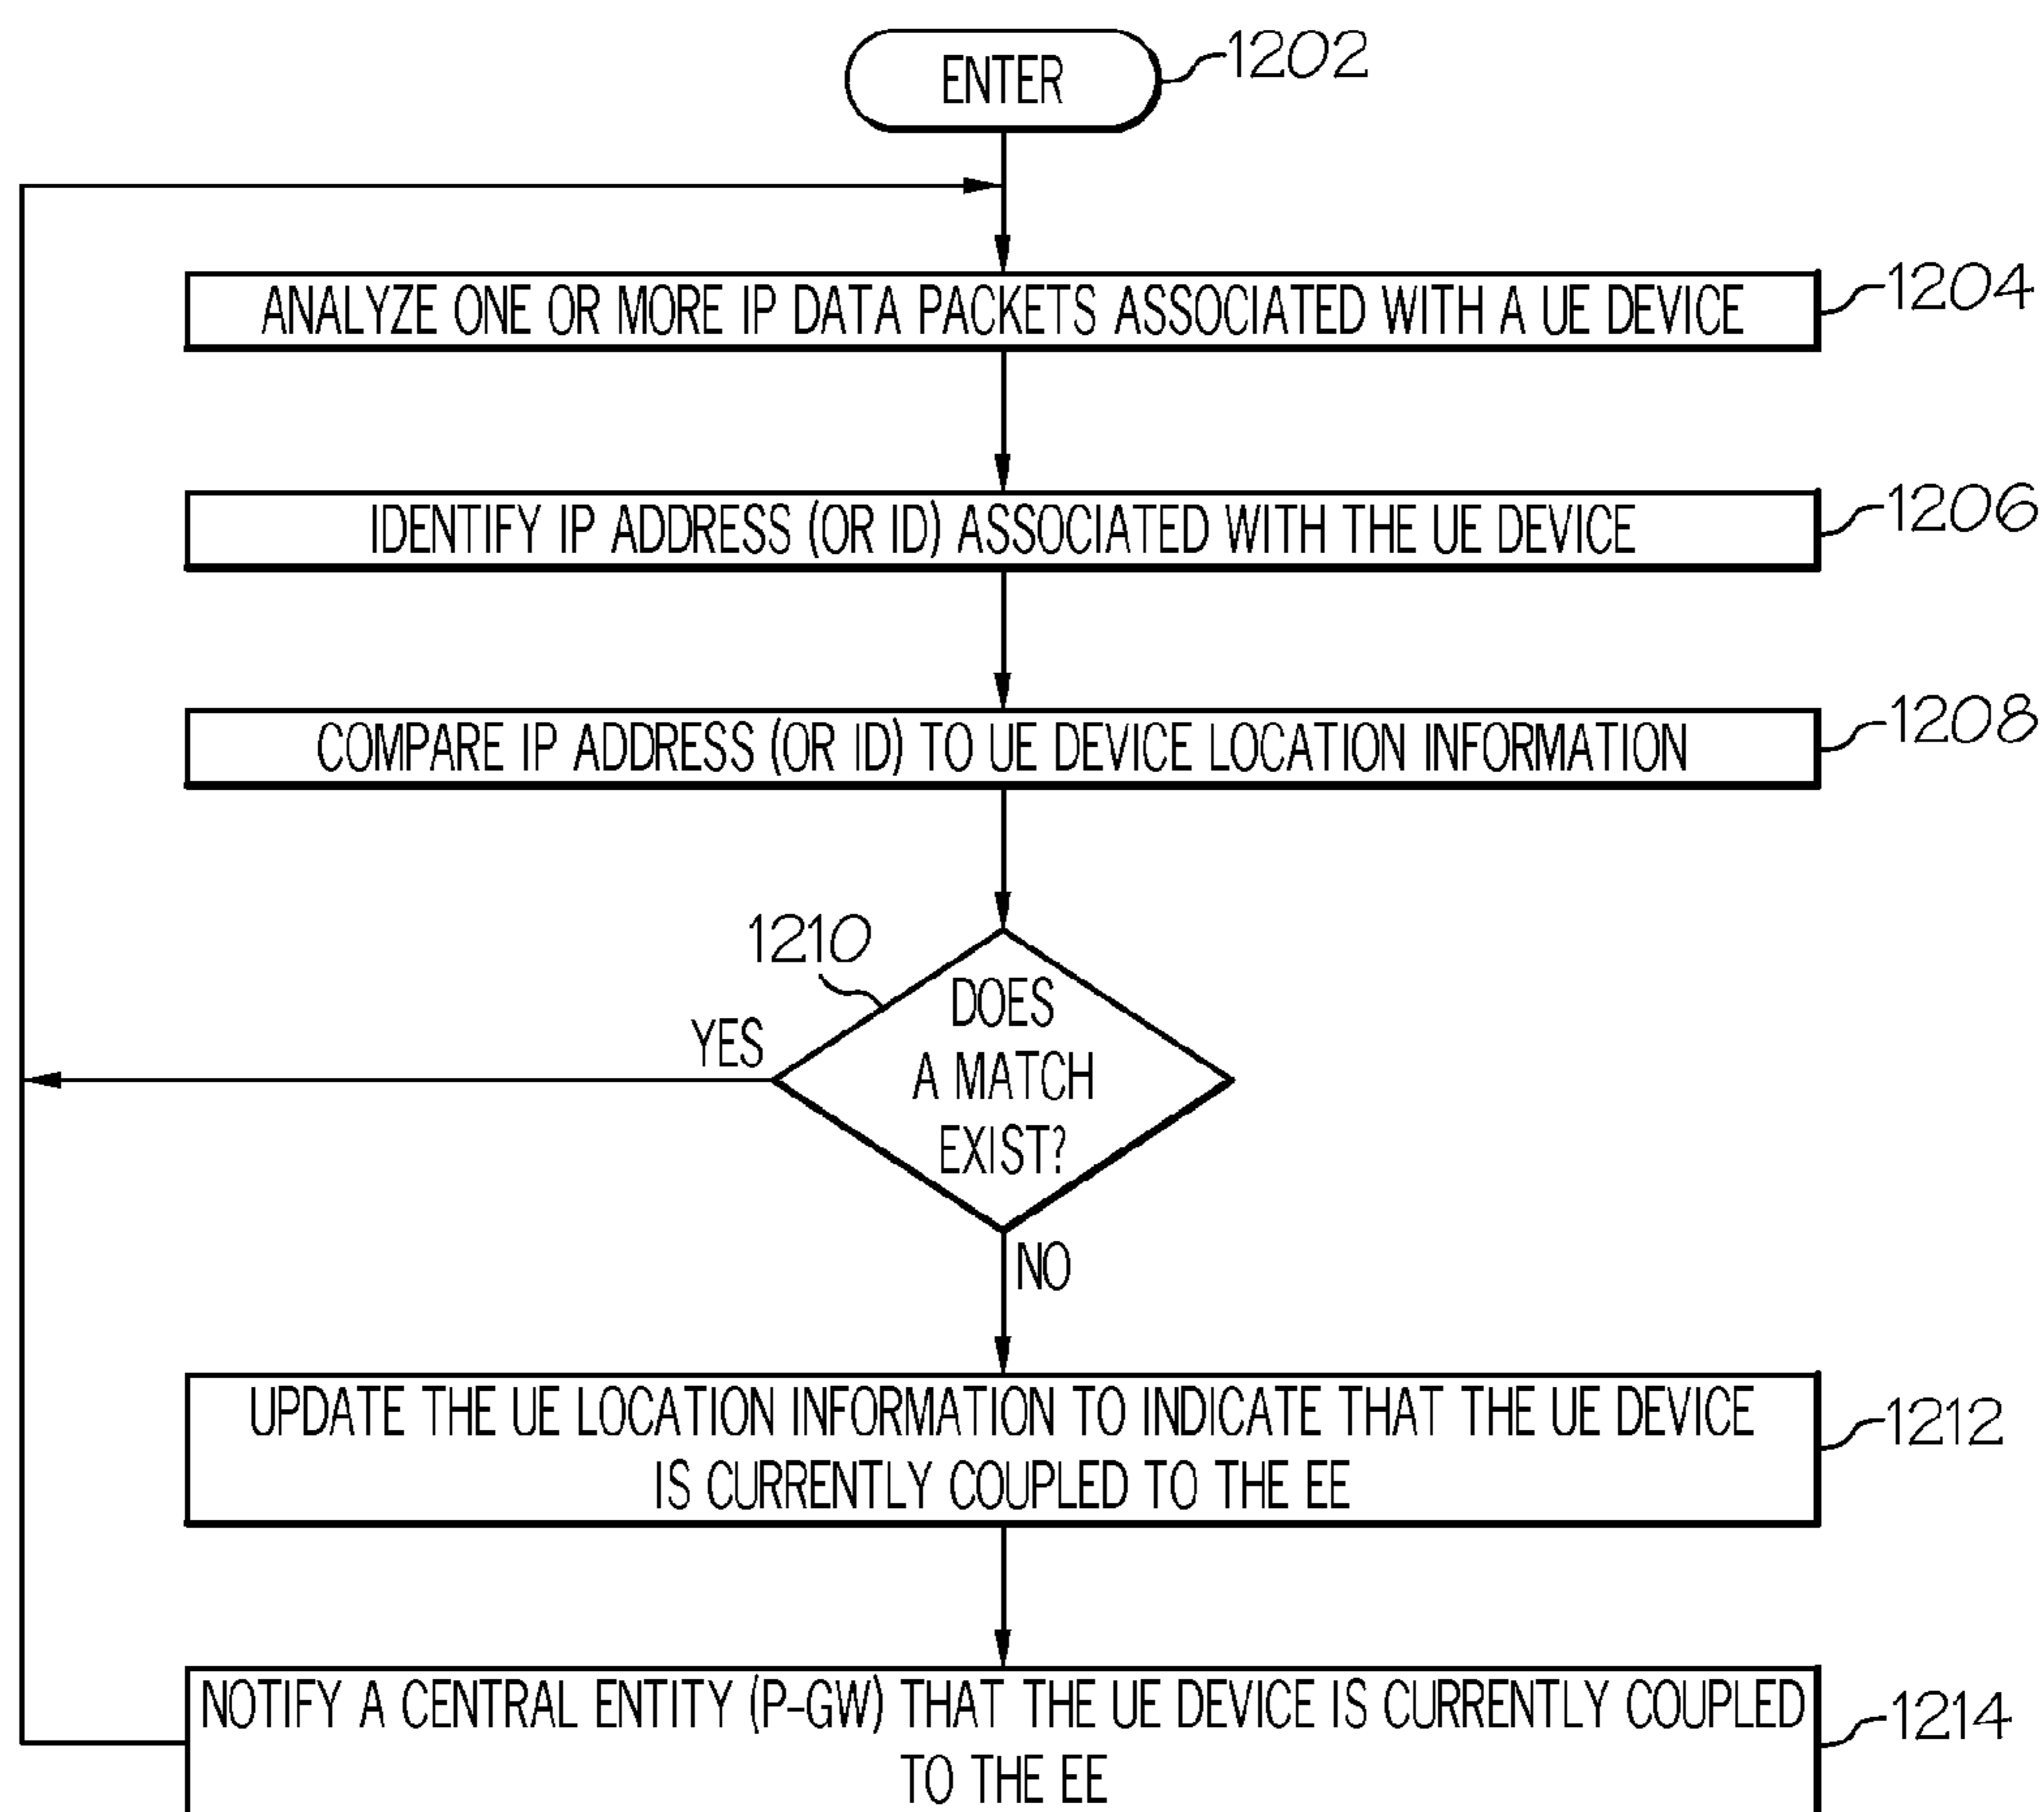 ENTER
1202
ANALYZE ONE OR MORE IP DATA PACKETS ASSOCIATED WITH A UE DEVICE
1204
IDENTIFY IP ADDRESS (OR ID) ASSOCIATED WITH THE UE DEVICE
1206
COMPARE IP ADDRESS (OR ID) TO UE DEVICE LOCATION INFORMATION
1208
1210
DOES
A MATCH
EXIST?
YES
NO
UPDATE THE UE LOCATION INFORMATION TO INDICATE THAT THE UE DEVICE
IS CURRENTLY COUPLED TO THE EE
1212
NOTIFY A CENTRAL ENTITY (P-GW) THAT THE UE DEVICE IS CURRENTLY COUPLED
TO THE EE
1214